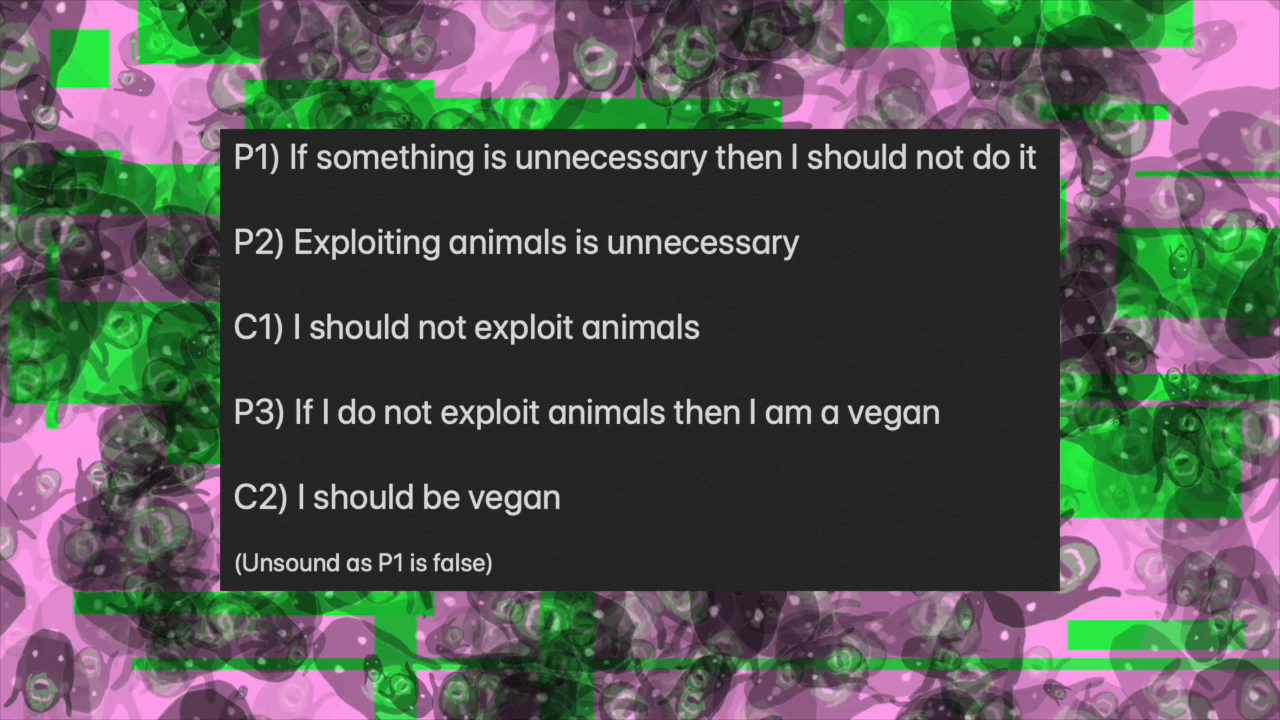 P1) If something is unnecessary then I should not do it
P2) Exploiting animals is unnecessary
C1) I should not exploit animals
P3) If I do not exploit animals then I am a vegan
C2) I should be vegan
(Unsound as P1 is false)